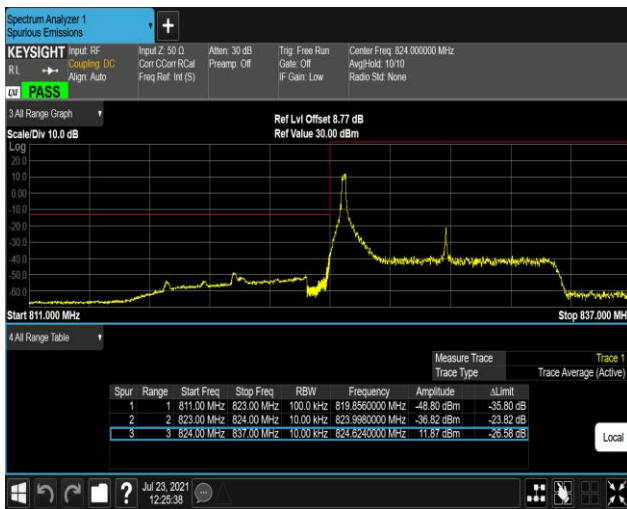 Spectrum Analyzer 1
Spurious Emissions
KEYSIGHT Input: RF Input Z: 50 Ω Atten: 30 dB Trig: Free Run Center Freq: 824.000000 MHz
RL Coupling: DC Corr CCorr RCal Preamp: Off Gate: Off Avg|Hold: 10/10
Align: Auto Freq Ref: Int (S) IF Gain: Low Radio Std: None
LXI PASS
3 All Range Graph
Ref Lvl Offset 8.77 dB
Scale/Div 10.0 dB Ref Value 30.00 dBm
Log
20.0
10.0
0.00
-10.0
-20.0
-30.0
-40.0
-50.0
-60.0
Start 811.000 MHz Stop 837.000 MH
4 All Range Table
Measure Trace Trace 1
Trace Type Trace Average (Active)
Spur Range Start Freq Stop Freq RBW Frequency Amplitude ΔLimit
1 1 811.00 MHz 823.00 MHz 100.0 kHz 819.8560000 MHz -48.80 dBm -35.80 dB
2 2 823.00 MHz 824.00 MHz 10.00 kHz 823.9980000 MHz -36.82 dBm -23.82 dB
3 3 824.00 MHz 837.00 MHz 10.00 kHz 824.6240000 MHz 11.87 dBm -26.58 dB
Local
? Jul 23, 2021
12:25:38